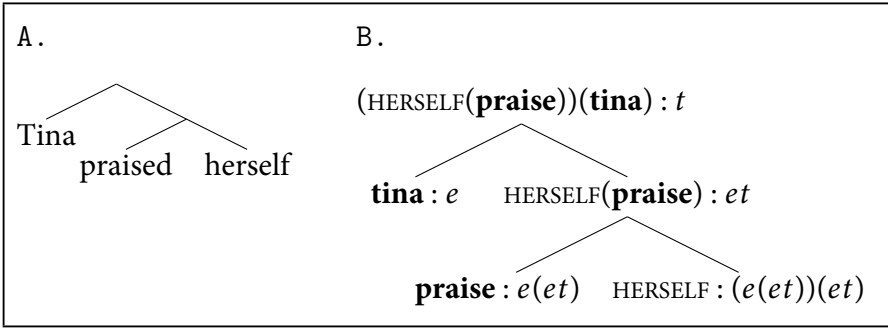 A. B.
(HERSELF(praise))(tina) : t
Tina
praised herself
tina : e HERSELF(praise) : et
praise : e(et) HERSELF : (e(et))(et)